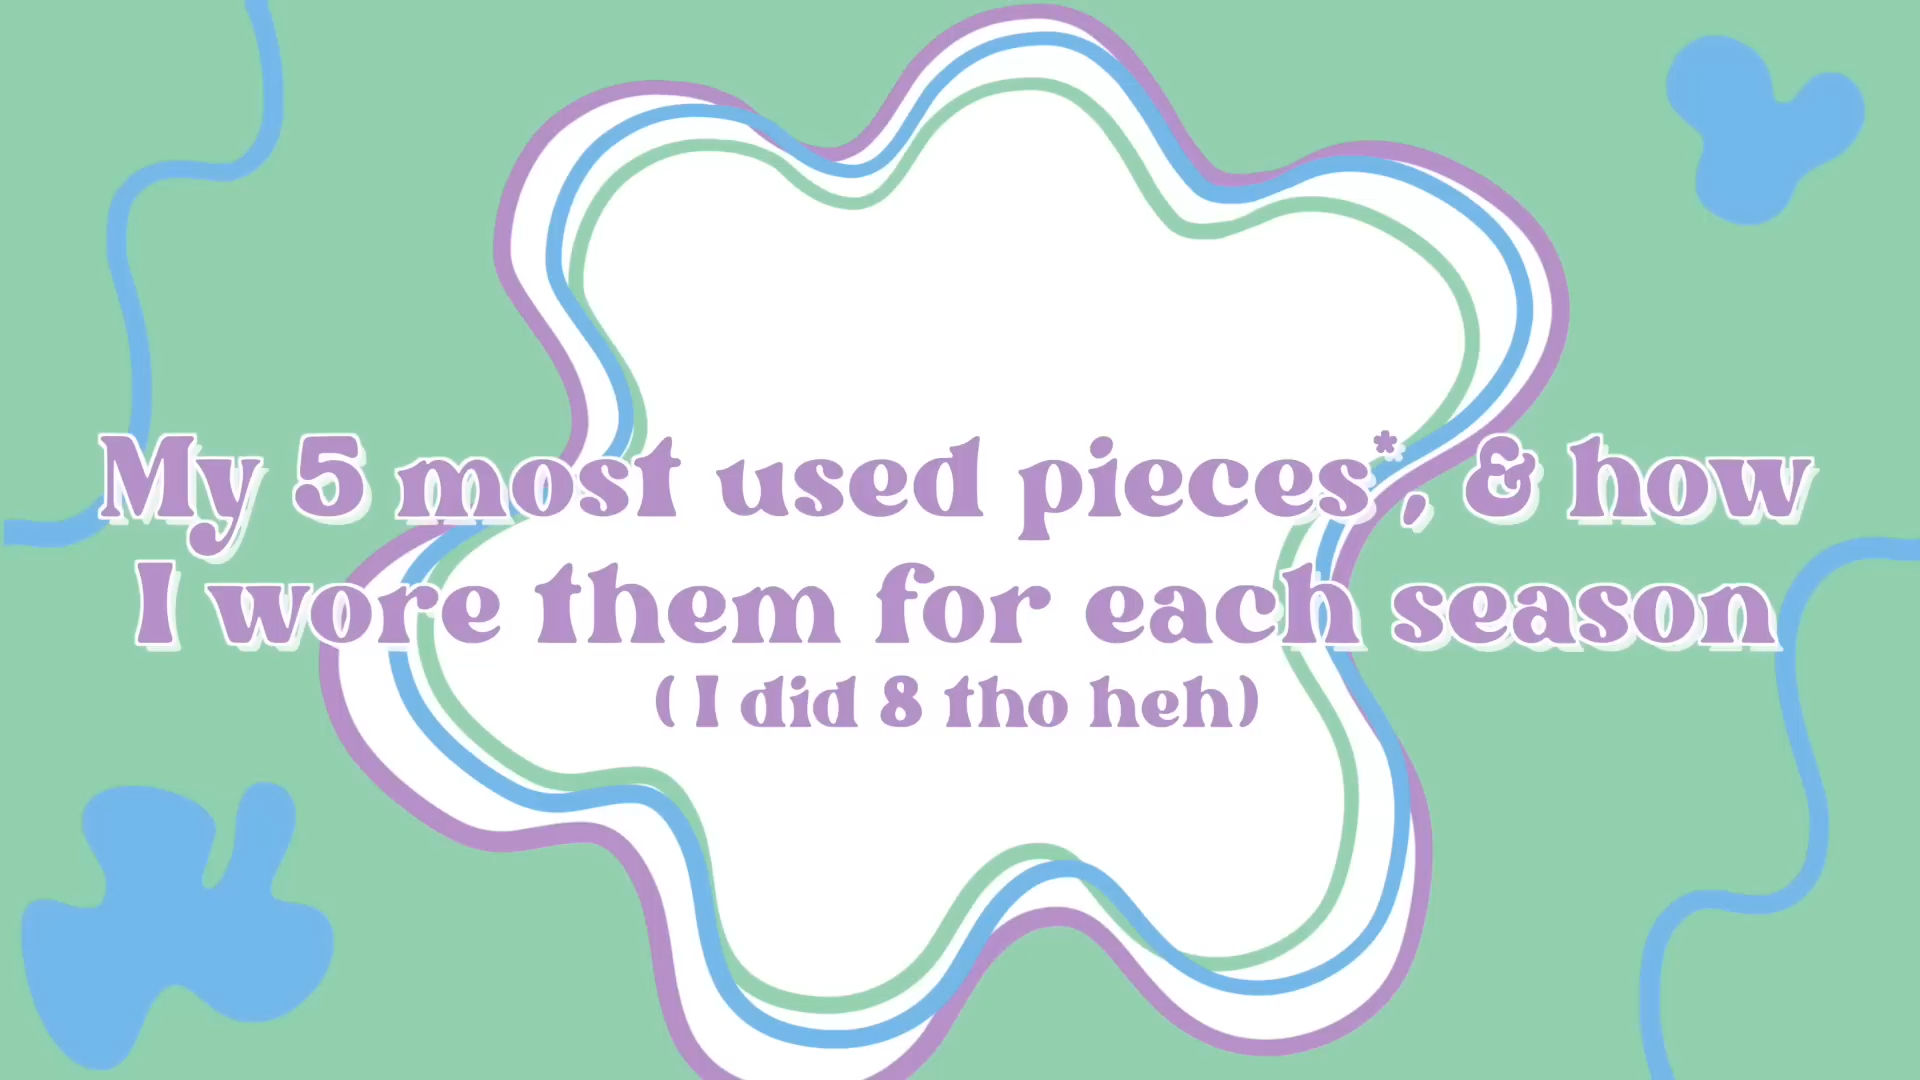 My 5 most used pieces*, & how
I wore them for each season
( I did 8 tho heh)